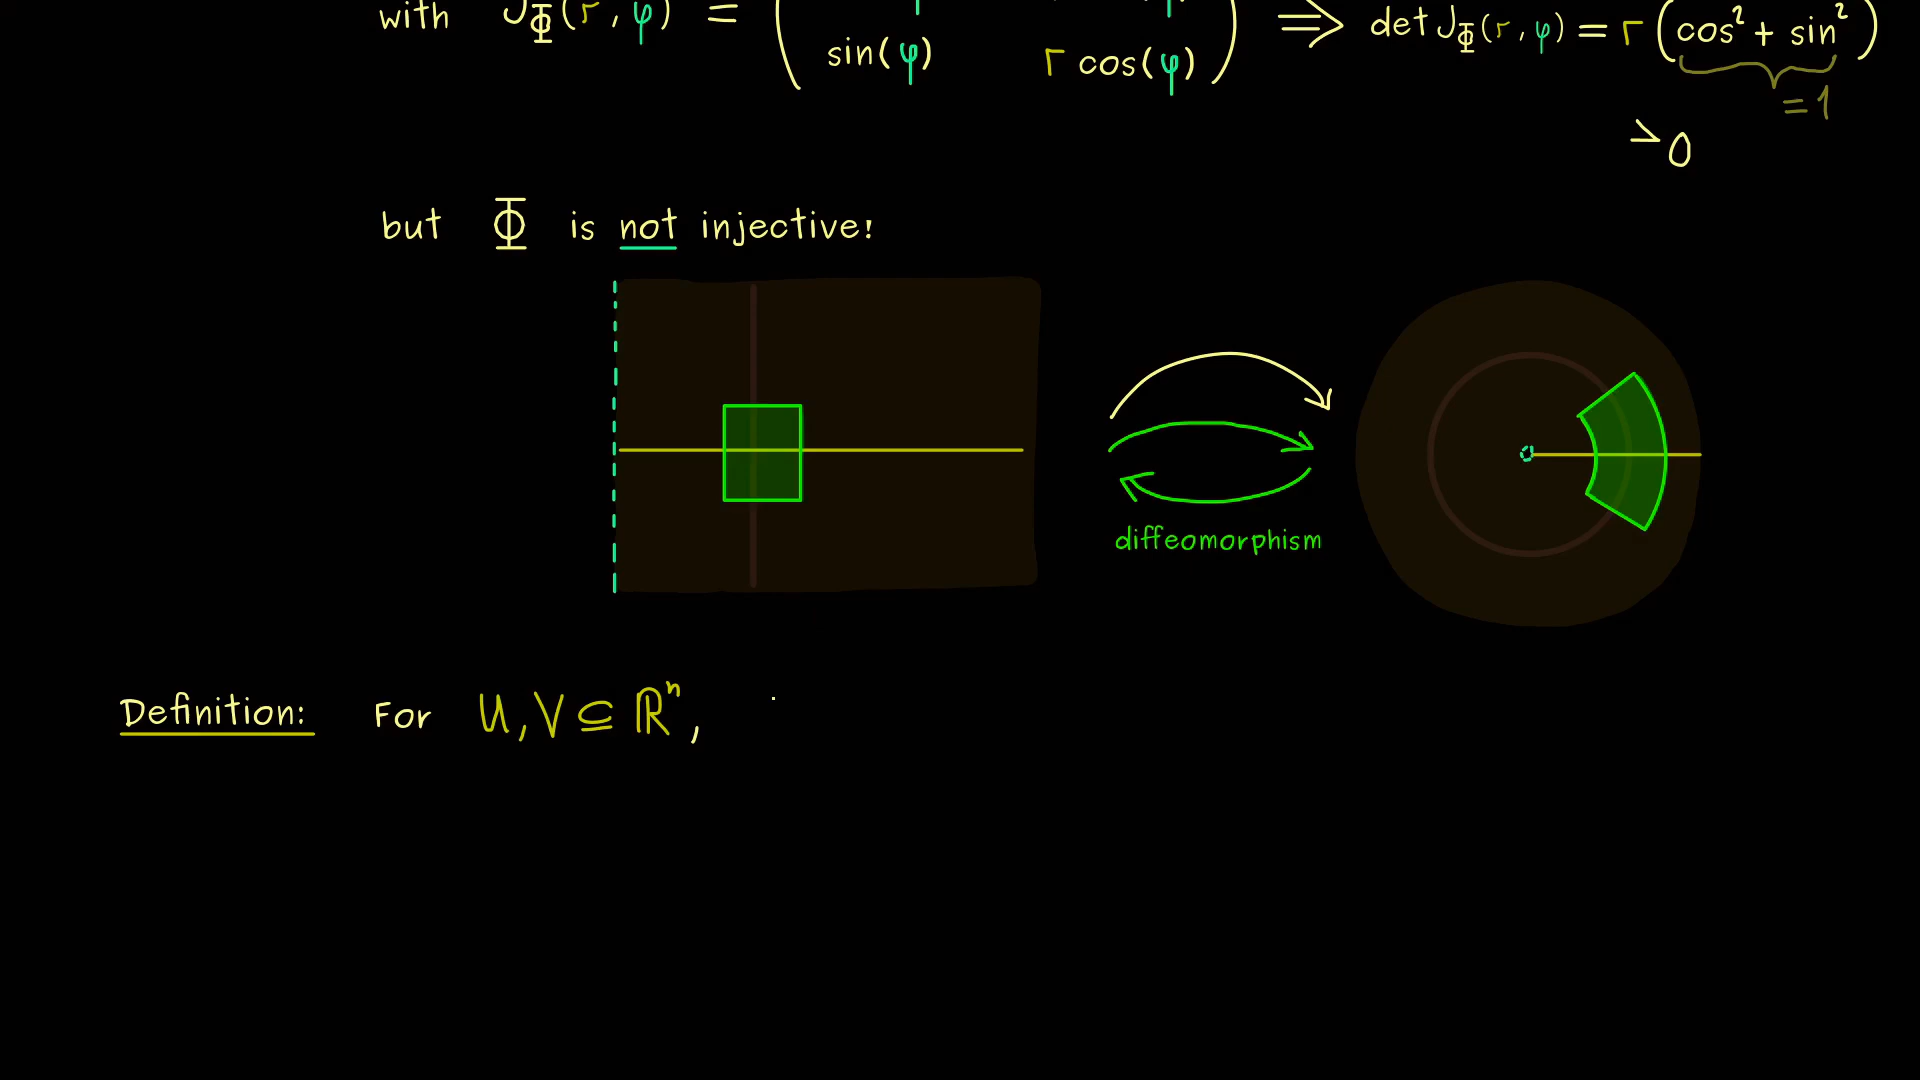 with J_Φ(r, φ) = ( sin(φ) r cos(φ) ) ⟹ det J_Φ(r, φ) = r (cos² + sin²)
= 1
> 0
but Φ is not injective!
diffeomorphism
Definition: For U, V ⊆ ℝⁿ,